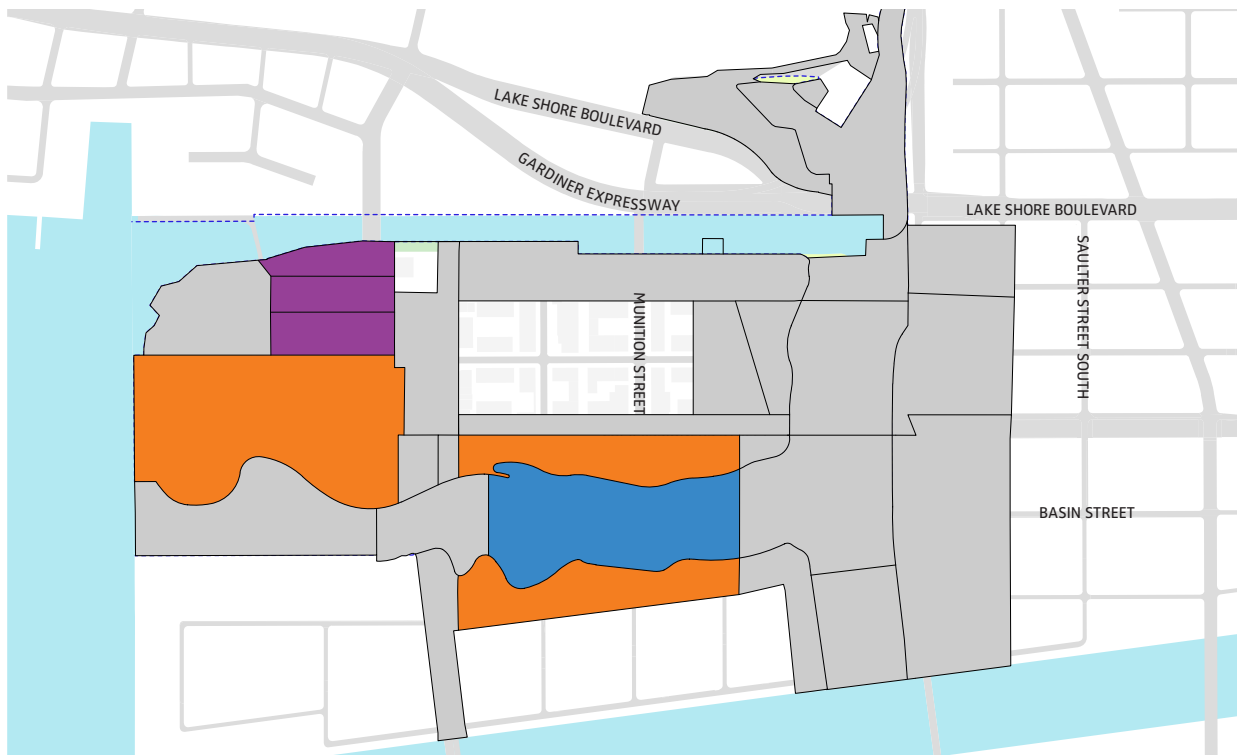 LAKE SHORE BOULEVARD
GARDINER EXPRESSWAY
LAKE SHORE BOULEVARD
SAULTER STREET SOUTH
MUNITION STREET
BASIN STREET